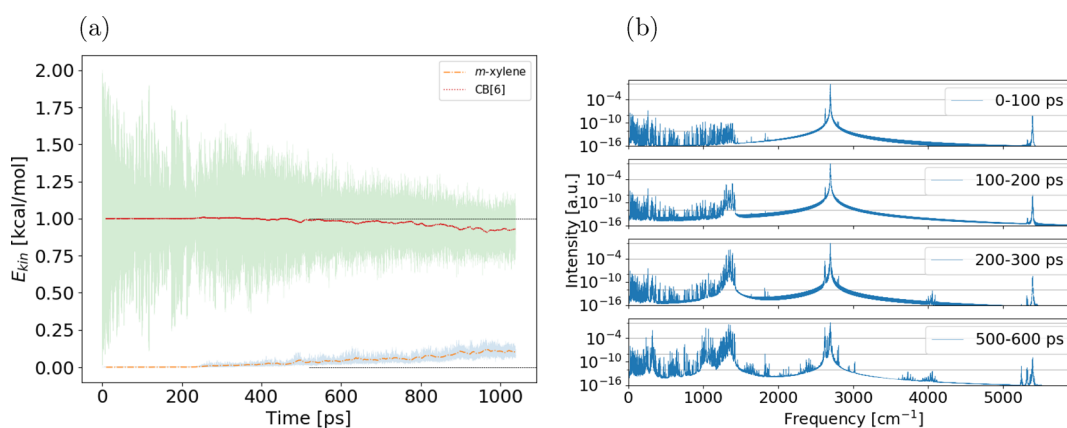 (a)
2.00
1.75
1.50
1.25
1.00
0.75
0.50
0.25
0.00
E_kin [kcal/mol]
m-xylene
CB[6]
0 200 400 600 800 1000
Time [ps]
(b)
Intensity [a.u.]
10⁻⁴
10⁻¹⁰
10⁻¹⁶
0-100 ps
10⁻⁴
10⁻¹⁰
10⁻¹⁶
100-200 ps
10⁻⁴
10⁻¹⁰
10⁻¹⁶
200-300 ps
10⁻⁴
10⁻¹⁰
10⁻¹⁶
500-600 ps
0 1000 2000 3000 4000 5000
Frequency [cm⁻¹]